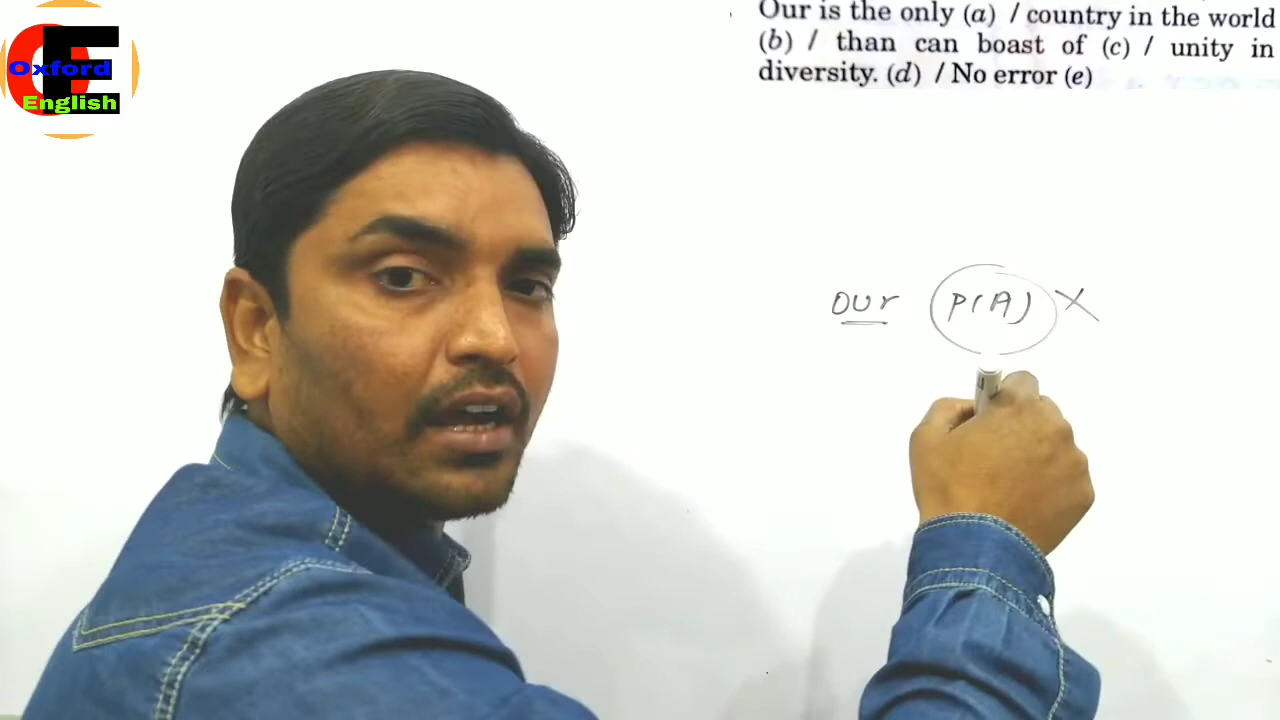 Our is the only (a) / country in the world
(b) / than can boast of (c) / unity in
diversity. (d) / No error (e)
OE
Oxford
English
our P(A) X